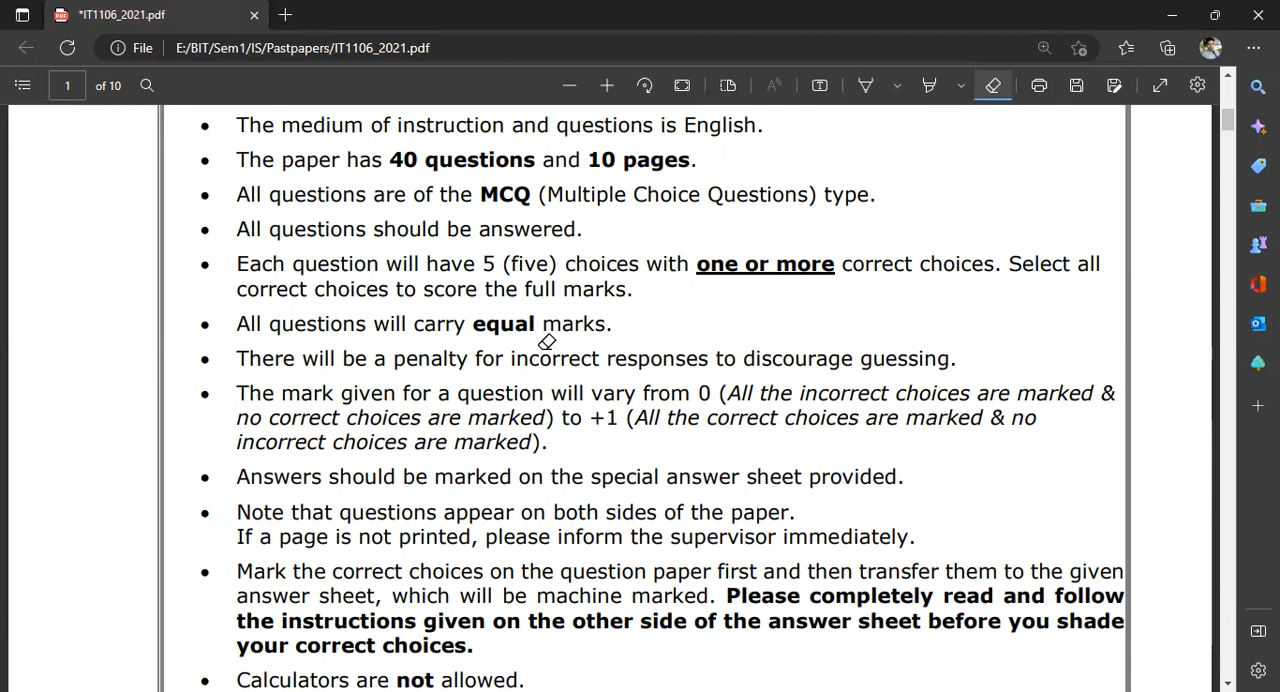 *IT1106_2021.pdf
File E:/BIT/Sem1/IS/Pastpapers/IT1106_2021.pdf
1 of 10
• The medium of instruction and questions is English.
• The paper has 40 questions and 10 pages.
• All questions are of the MCQ (Multiple Choice Questions) type.
• All questions should be answered.
• Each question will have 5 (five) choices with one or more correct choices. Select all
correct choices to score the full marks.
• All questions will carry equal marks.
• There will be a penalty for incorrect responses to discourage guessing.
• The mark given for a question will vary from 0 (All the incorrect choices are marked &
no correct choices are marked) to +1 (All the correct choices are marked & no
incorrect choices are marked).
• Answers should be marked on the special answer sheet provided.
• Note that questions appear on both sides of the paper.
If a page is not printed, please inform the supervisor immediately.
• Mark the correct choices on the question paper first and then transfer them to the given
answer sheet, which will be machine marked. Please completely read and follow
the instructions given on the other side of the answer sheet before you shade
your correct choices.
• Calculators are not allowed.